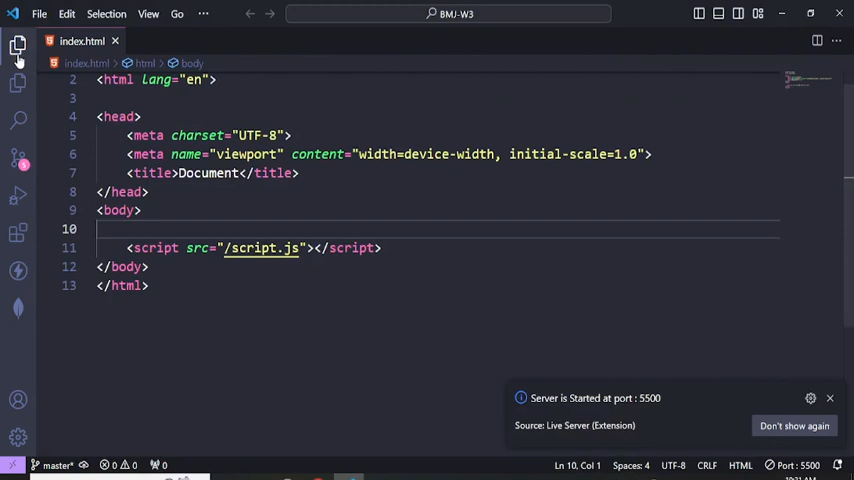 File Edit Selection View Go ··· BMJ-W3
index.html
index.html > html > body
2 <html lang="en">
3
4 <head>
5 <meta charset="UTF-8">
6 <meta name="viewport" content="width=device-width, initial-scale=1.0">
7 <title>Document</title>
8 </head>
9 <body>
10
11 <script src="/script.js"></script>
12 </body>
13 </html>
5
Server is Started at port : 5500
Source: Live Server (Extension)
Don't show again
master* 0 0 0 Ln 10, Col 1 Spaces: 4 UTF-8 CRLF HTML Port : 5500